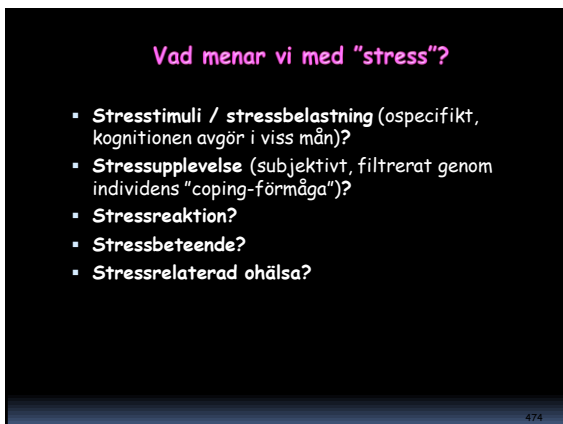 Vad menar vi med ”stress”?
▪ Stresstimuli / stressbelastning (ospecifikt,
kognitionen avgör i viss mån)?
▪ Stressupplevelse (subjektivt, filtrerat genom
individens ”coping-förmåga”)?
▪ Stressreaktion?
▪ Stressbeteende?
▪ Stressrelaterad ohälsa?
474